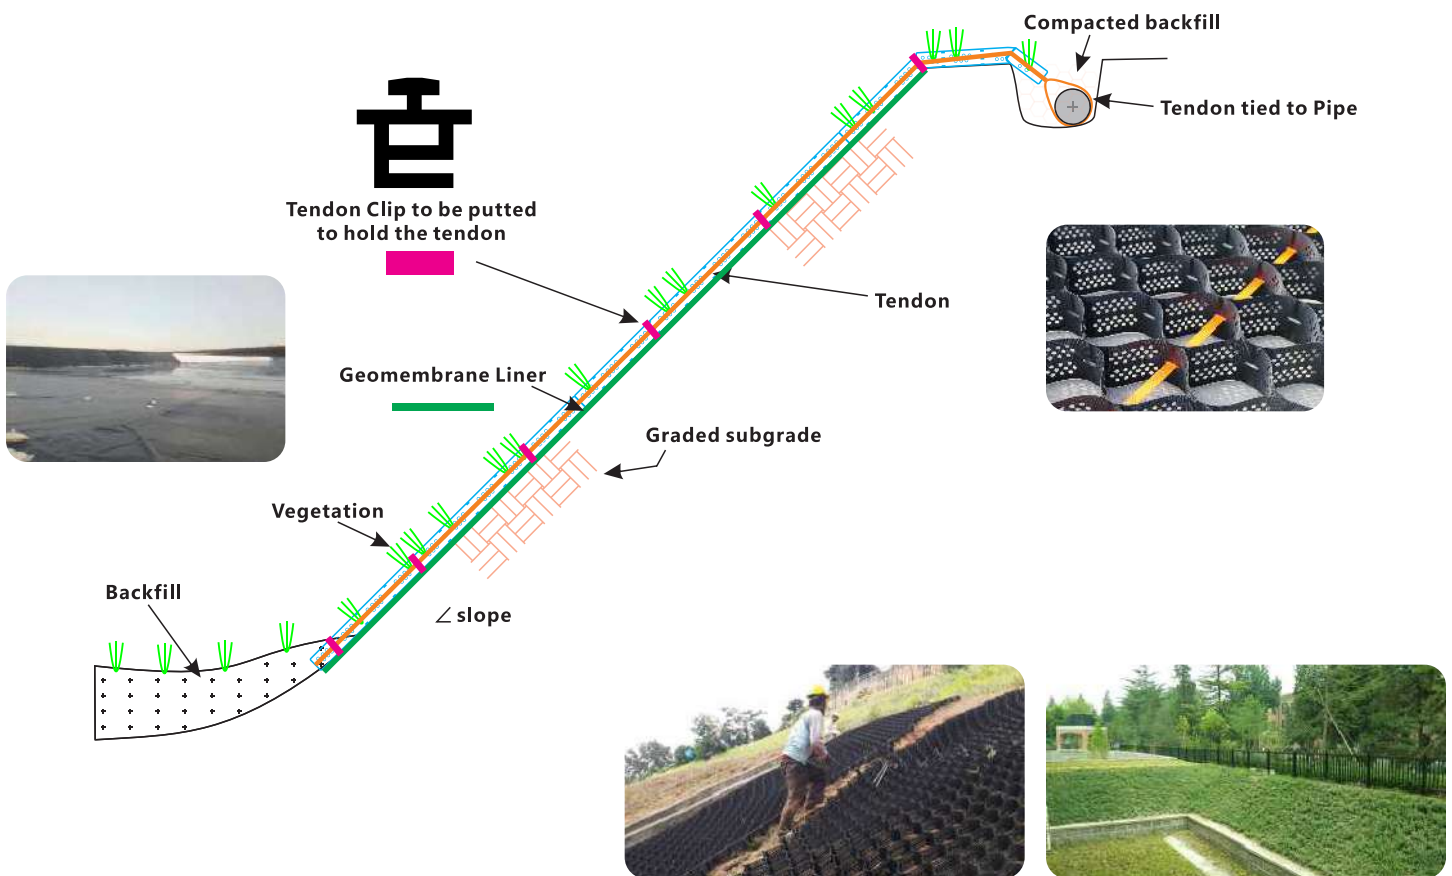 Compacted backfill
Tendon tied to Pipe
Tendon Clip to be putted
to hold the tendon
Tendon
Geomembrane Liner
Graded subgrade
Vegetation
Backfill
∠ slope